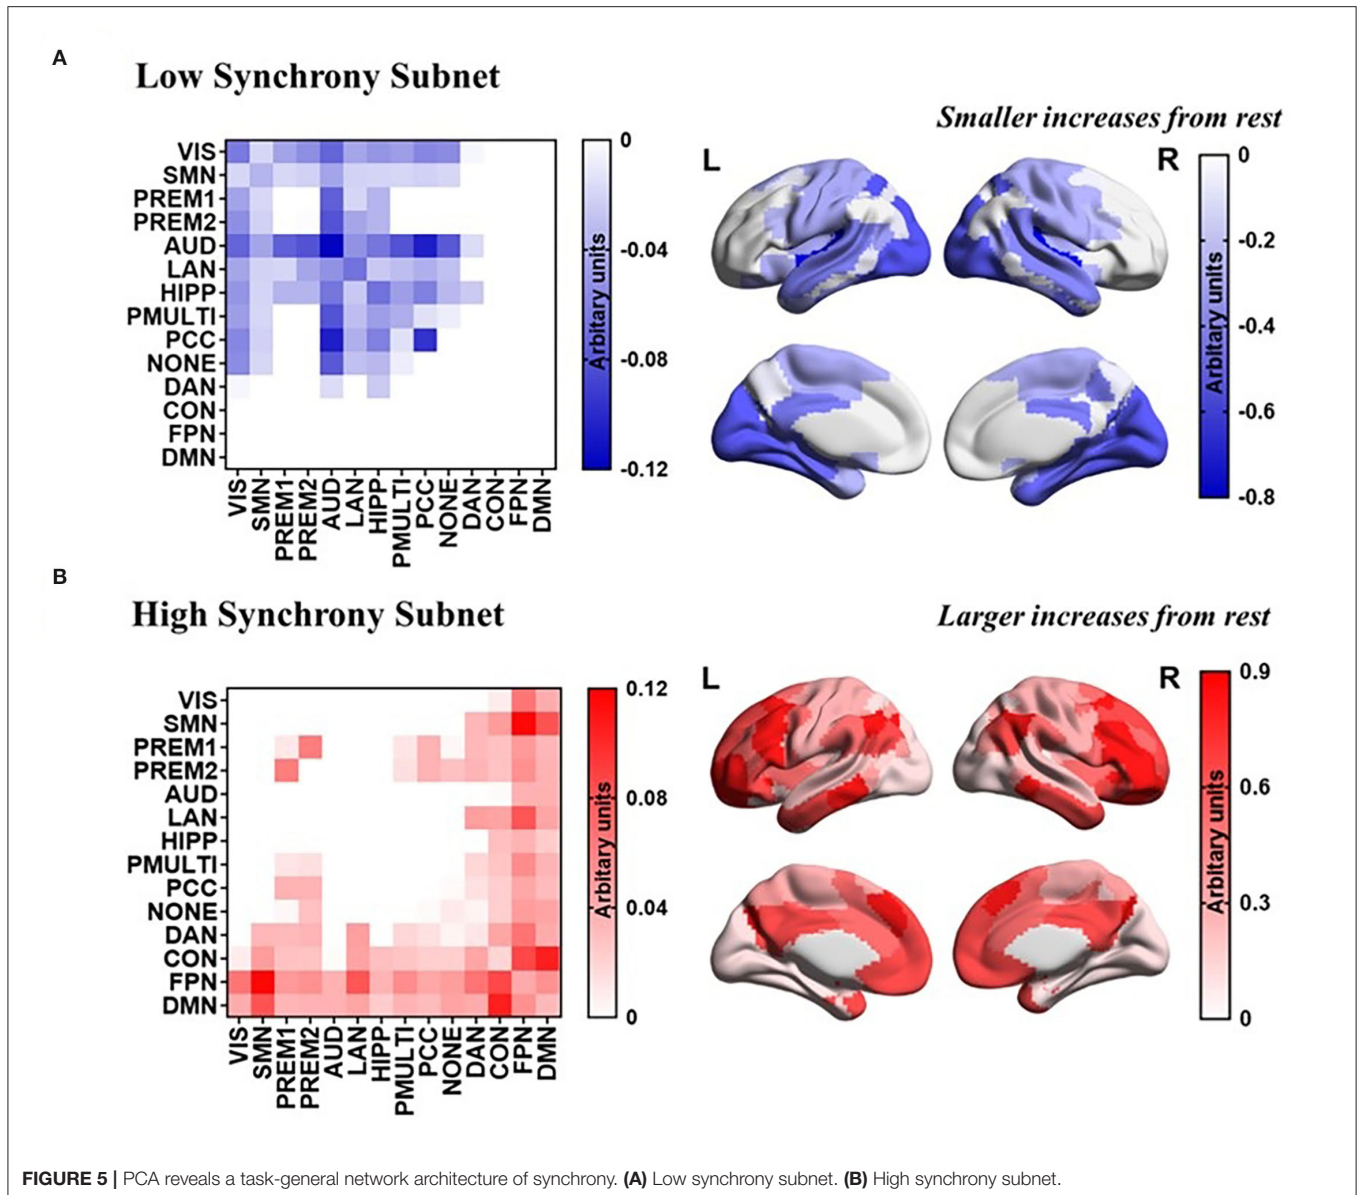 A
Low Synchrony Subnet
Smaller increases from rest
VIS
SMN
PREM1
PREM2
AUD
LAN
HIPP
PMULTI
PCC
NONE
DAN
CON
FPN
DMN
VIS SMN PREM1 PREM2 AUD LAN HIPP PMULTI PCC NONE DAN CON FPN DMN
0
-0.04
-0.08
-0.12
Arbitary units
L
R
0
-0.2
-0.4
-0.6
-0.8
Arbitary units
B
High Synchrony Subnet
Larger increases from rest
VIS
SMN
PREM1
PREM2
AUD
LAN
HIPP
PMULTI
PCC
NONE
DAN
CON
FPN
DMN
VIS SMN PREM1 PREM2 AUD LAN HIPP PMULTI PCC NONE DAN CON FPN DMN
0.12
0.08
0.04
0
Arbitary units
L
R
0.9
0.6
0.3
0
Arbitary units
FIGURE 5 | PCA reveals a task-general network architecture of synchrony. (A) Low synchrony subnet. (B) High synchrony subnet.